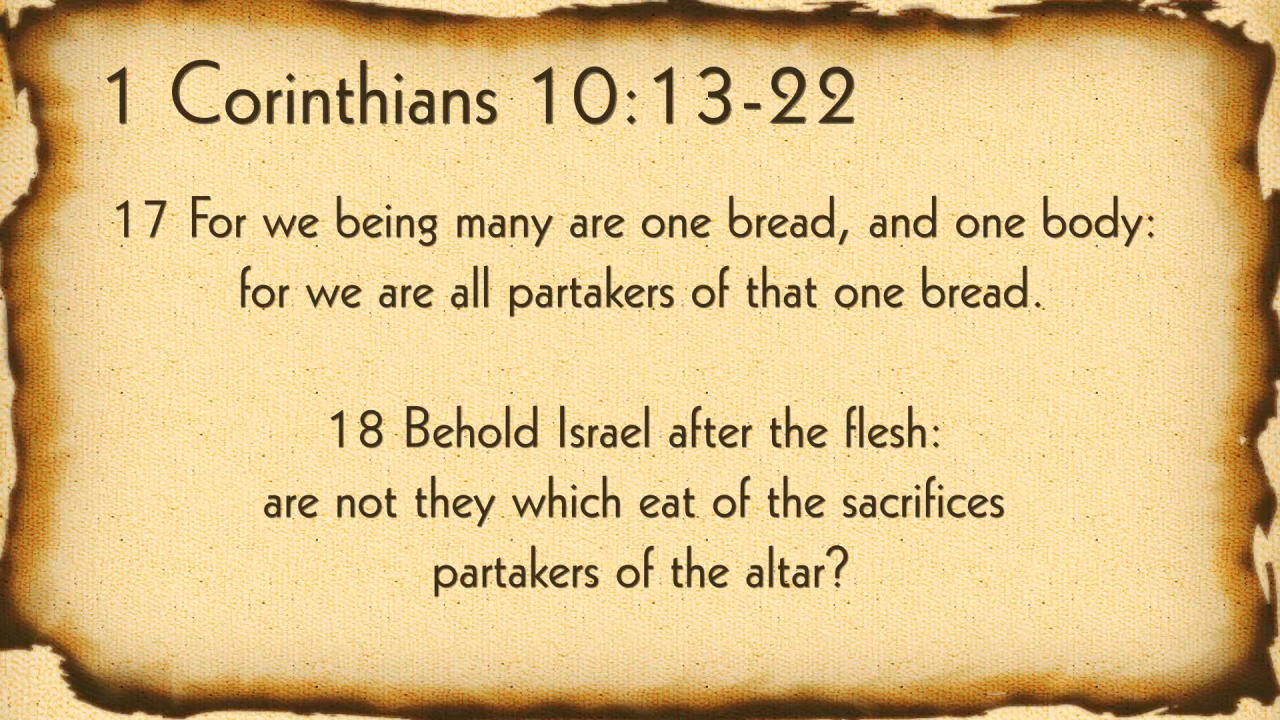 1 Corinthians 10:13-22
17 For we being many are one bread, and one body:
for we are all partakers of that one bread.
18 Behold Israel after the flesh:
are not they which eat of the sacrifices
partakers of the altar?